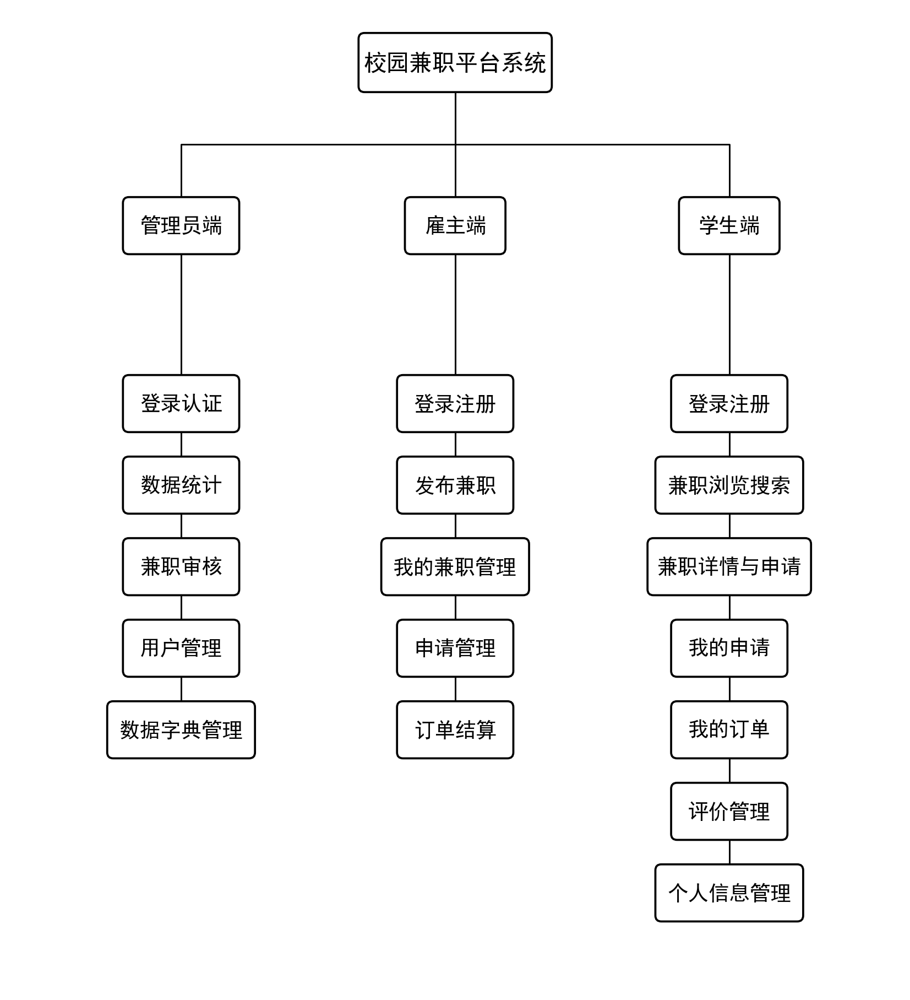 校园兼职平台系统
管理员端
雇主端
学生端
登录认证
登录注册
登录注册
数据统计
发布兼职
兼职浏览搜索
兼职审核
我的兼职管理
兼职详情与申请
用户管理
申请管理
我的申请
数据字典管理
订单结算
我的订单
评价管理
个人信息管理